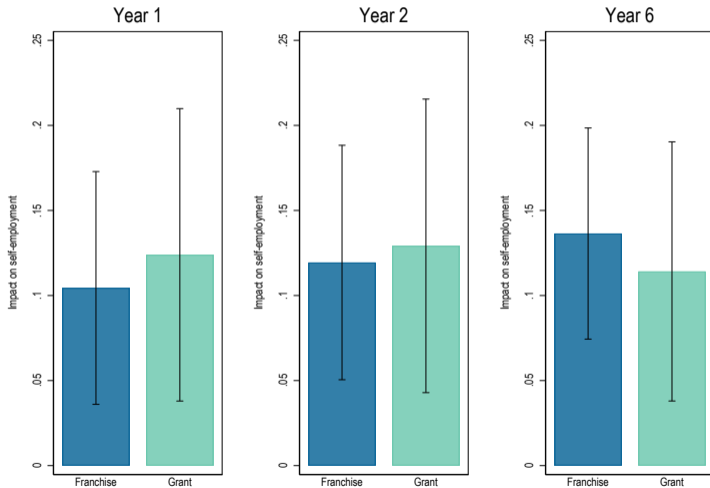 Year 1
Impact on self-employment
.25
.2
.15
.1
.05
0
Franchise Grant
Year 2
Impact on self-employment
.25
.2
.15
.1
.05
0
Franchise Grant
Year 6
Impact on self-employment
.25
.2
.15
.1
.05
0
Franchise Grant